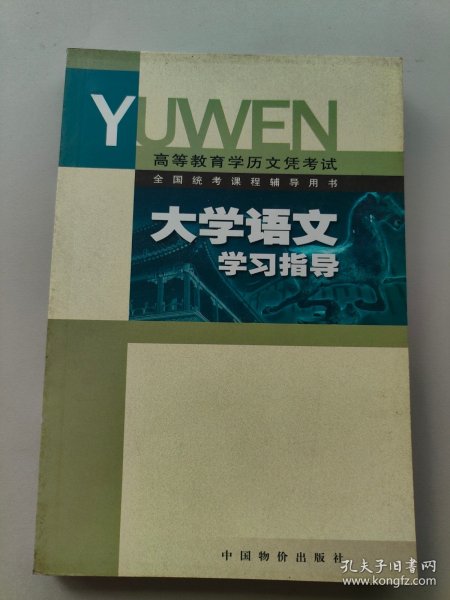 YUWEN
高等教育学历文凭考试
全国统考课程辅导用书
大学语文
学习指导
中国物价出版社
孔夫子旧书网
www.kongfz.com